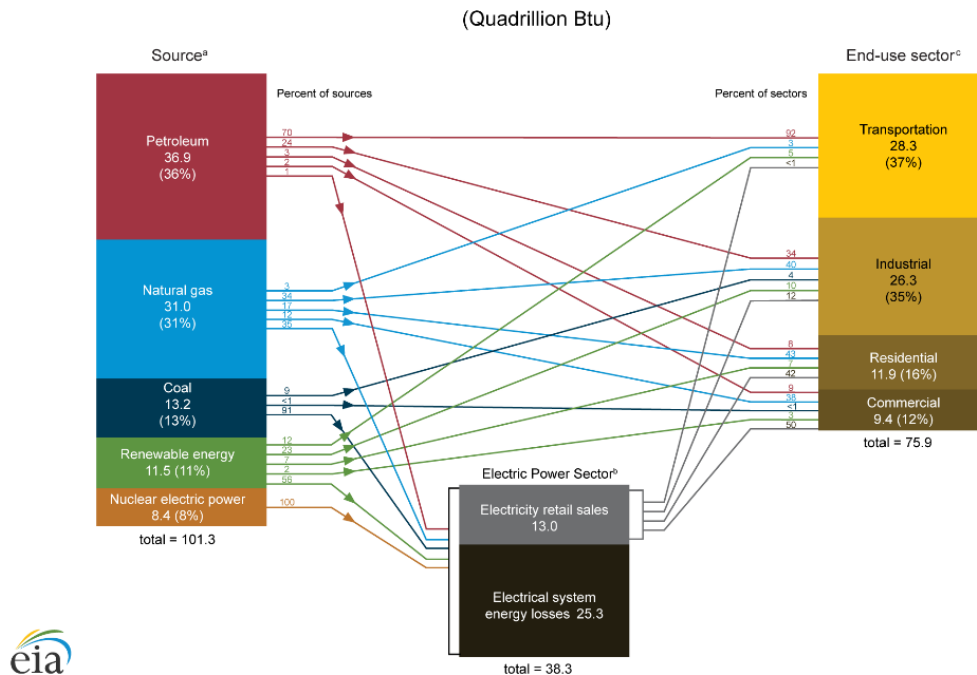 (Quadrillion Btu)
Sourceᵃ
End-use sectorᶜ
Percent of sources
Percent of sectors
Petroleum
36.9
(36%)
70
24
3
2
1
Natural gas
31.0
(31%)
3
34
17
12
35
Coal
13.2
(13%)
9
<1
91
Renewable energy
11.5 (11%)
12
23
7
2
56
Nuclear electric power
8.4 (8%)
100
total = 101.3
Electric Power Sectorᵇ
Electricity retail sales
13.0
Electrical system
energy losses 25.3
total = 38.3
92
3
5
<1
Transportation
28.3
(37%)
34
40
4
10
12
Industrial
26.3
(35%)
8
43
7
42
Residential
11.9 (16%)
9
38
<1
3
50
Commercial
9.4 (12%)
total = 75.9
eia